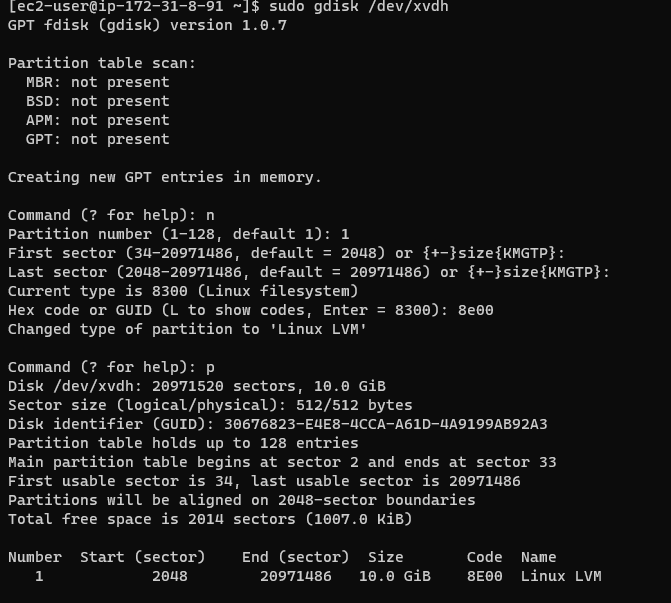 [ec2-user@ip-172-31-8-91 ~]$ sudo gdisk /dev/xvdh
GPT fdisk (gdisk) version 1.0.7
Partition table scan:
  MBR: not present
  BSD: not present
  APM: not present
  GPT: not present
Creating new GPT entries in memory.
Command (? for help): n
Partition number (1-128, default 1): 1
First sector (34-20971486, default = 2048) or {+-}size{KMGTP}:
Last sector (2048-20971486, default = 20971486) or {+-}size{KMGTP}:
Current type is 8300 (Linux filesystem)
Hex code or GUID (L to show codes, Enter = 8300): 8e00
Changed type of partition to 'Linux LVM'
Command (? for help): p
Disk /dev/xvdh: 20971520 sectors, 10.0 GiB
Sector size (logical/physical): 512/512 bytes
Disk identifier (GUID): 30676823-E4E8-4CCA-A61D-4A9199AB92A3
Partition table holds up to 128 entries
Main partition table begins at sector 2 and ends at sector 33
First usable sector is 34, last usable sector is 20971486
Partitions will be aligned on 2048-sector boundaries
Total free space is 2014 sectors (1007.0 KiB)
Number  Start (sector)    End (sector)  Size       Code  Name
   1            2048        20971486   10.0 GiB    8E00  Linux LVM